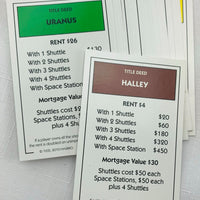 TITLE DEED
URANUS
RENT $26
With 1 Shuttle
With 2 Shuttles
With 3 Shuttles
With 4 Shuttles
With Space Station
Mortgage Value
Shuttles cost $2
Space Stations,
plus 4 Shuttles
TITLE DEED
HALLEY
RENT $4
With 1 Shuttle $20
With 2 Shuttles $60
With 3 Shuttles $180
With 4 Shuttles $320
With Space Station $450
Mortgage Value $30
Shuttles cost $50 each
Space Stations, $50 each
plus 4 Shuttles